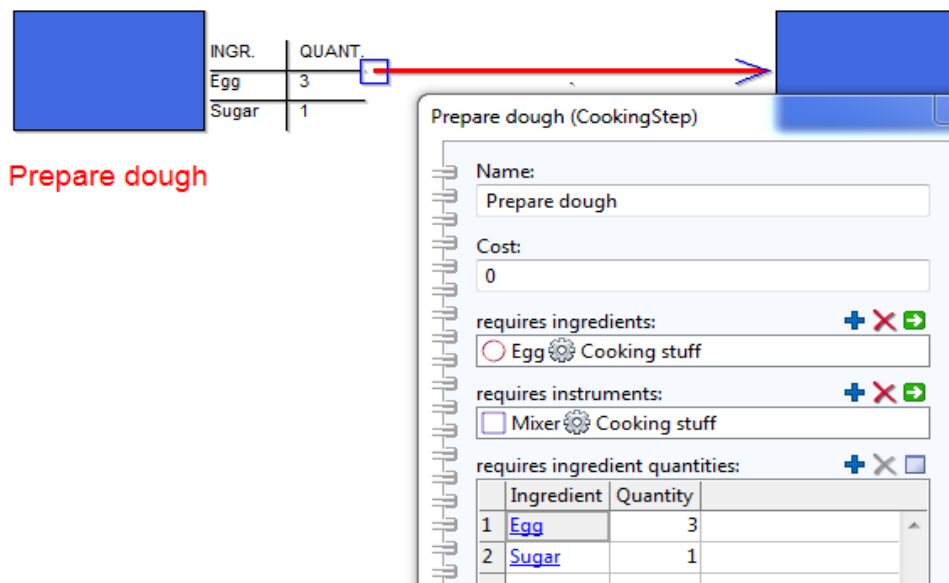 INGR. QUANT.
Egg 3
Sugar 1
Prepare dough
Prepare dough (CookingStep)
Name:
Prepare dough
Cost:
0
requires ingredients:
Egg Cooking stuff
requires instruments:
Mixer Cooking stuff
requires ingredient quantities:
Ingredient Quantity
1 Egg 3
2 Sugar 1